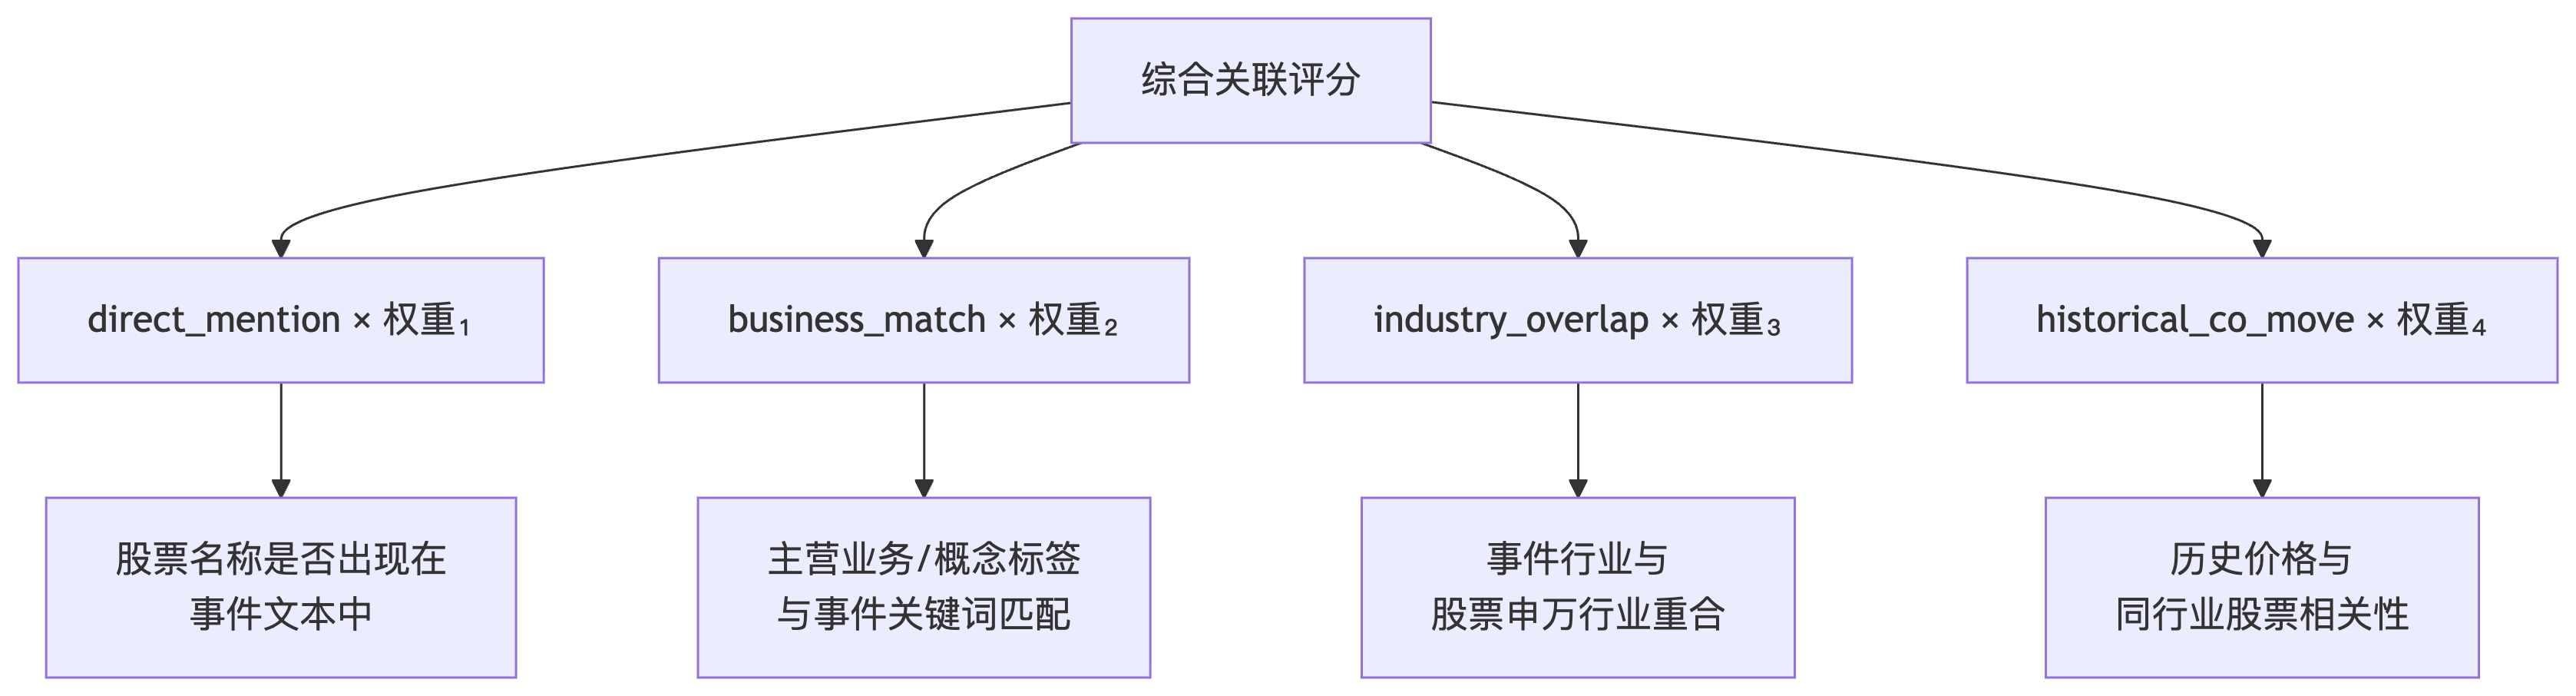 综合关联评分
direct_mention × 权重₁
business_match × 权重₂
industry_overlap × 权重₃
historical_co_move × 权重₄
股票名称是否出现在
事件文本中
主营业务/概念标签
与事件关键词匹配
事件行业与
股票申万行业重合
历史价格与
同行业股票相关性